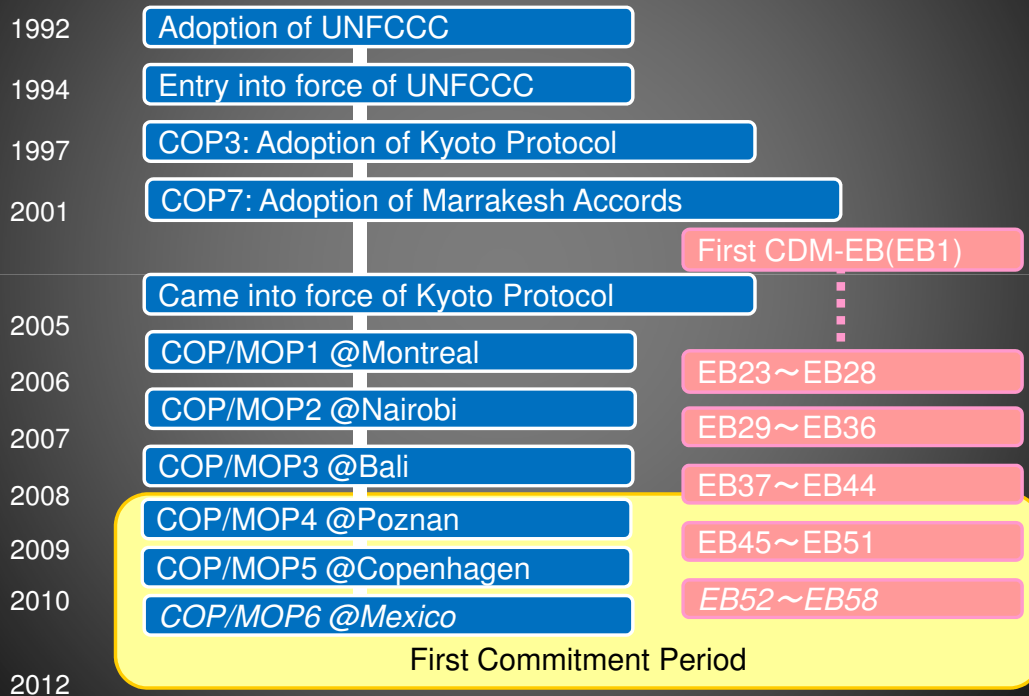 1992
Adoption of UNFCCC
1994
Entry into force of UNFCCC
1997
COP3: Adoption of Kyoto Protocol
2001
COP7: Adoption of Marrakesh Accords
First CDM-EB(EB1)
Came into force of Kyoto Protocol
2005
COP/MOP1 @Montreal
2006
EB23～EB28
COP/MOP2 @Nairobi
2007
EB29～EB36
COP/MOP3 @Bali
2008
EB37～EB44
COP/MOP4 @Poznan
2009
EB45～EB51
COP/MOP5 @Copenhagen
2010
EB52～EB58
COP/MOP6 @Mexico
First Commitment Period
2012